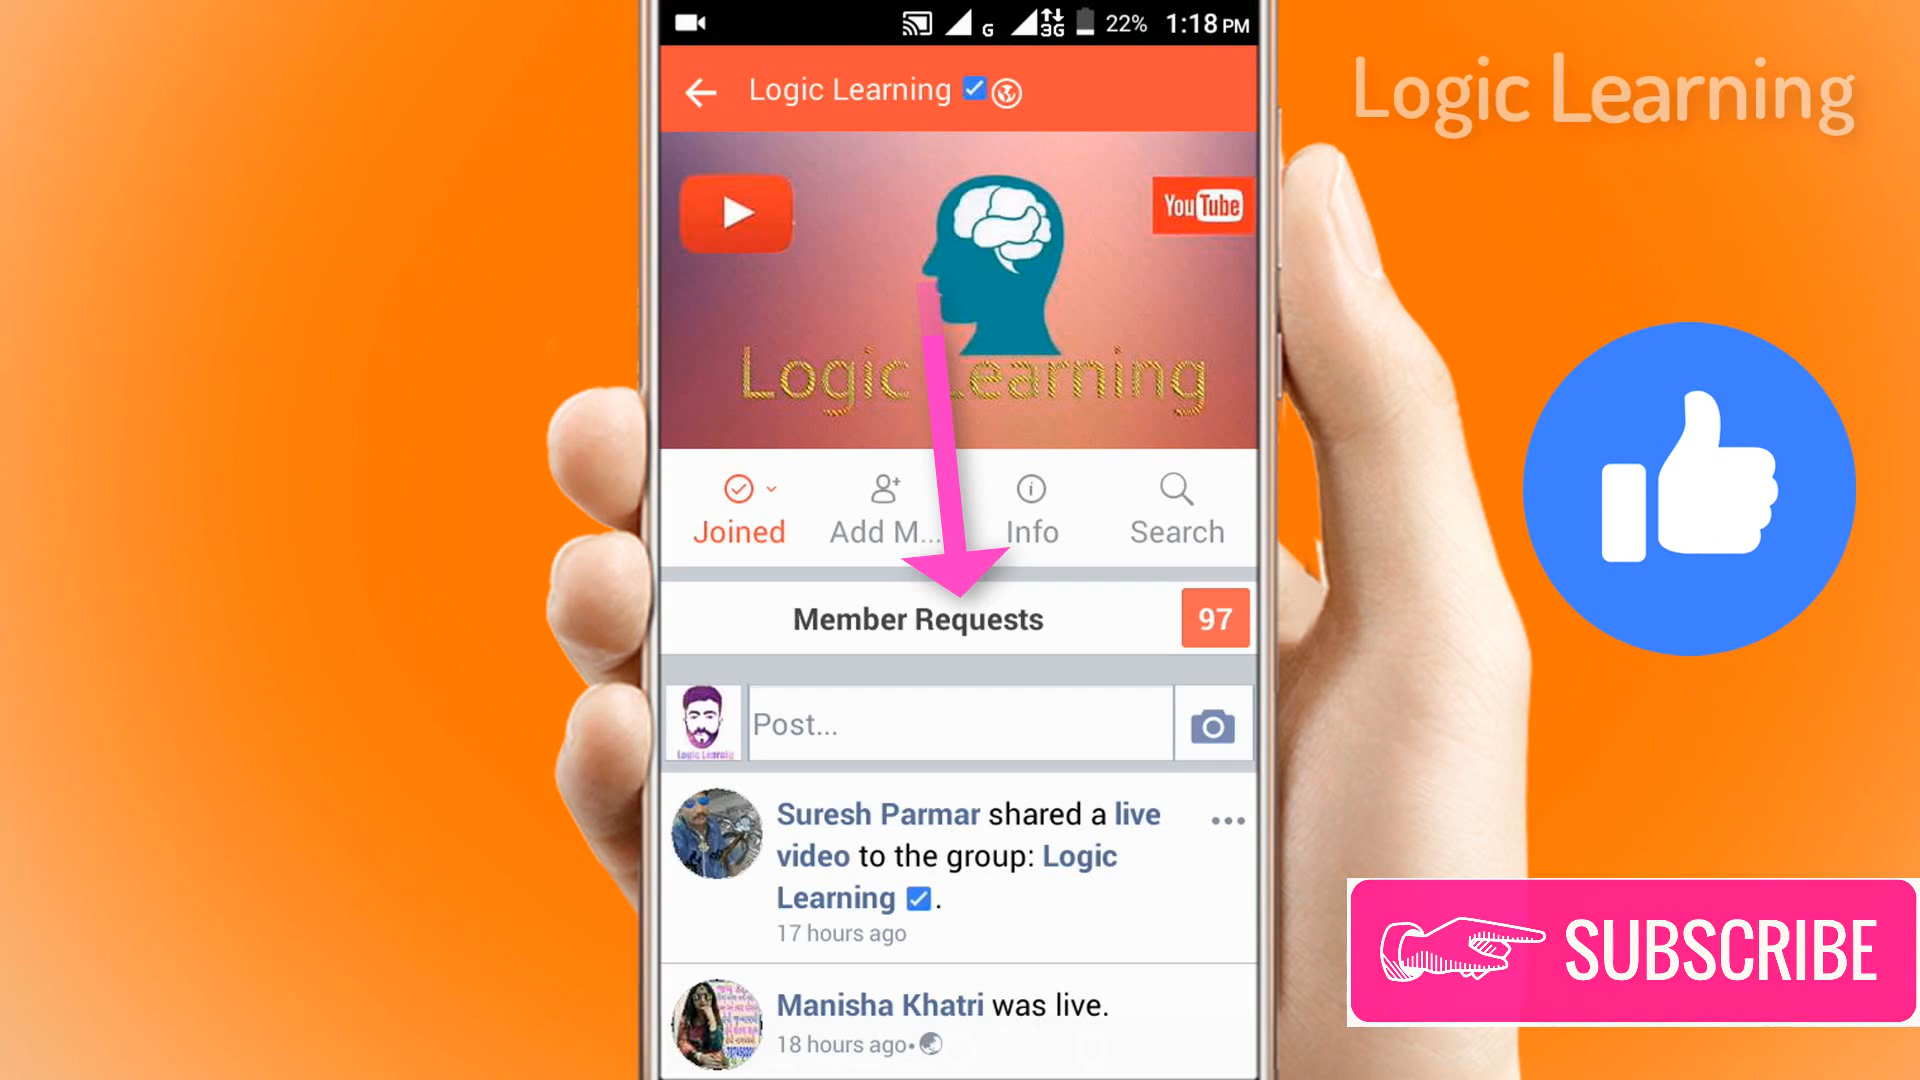 G 3G 22% 1:18 PM
Logic Learning
Logic Learning
YouTube
Logic Learning
Joined
Add M...
Info
Search
Member Requests
97
Post...
Suresh Parmar shared a live
video to the group: Logic
Learning .
17 hours ago
Manisha Khatri was live.
18 hours ago
SUBSCRIBE